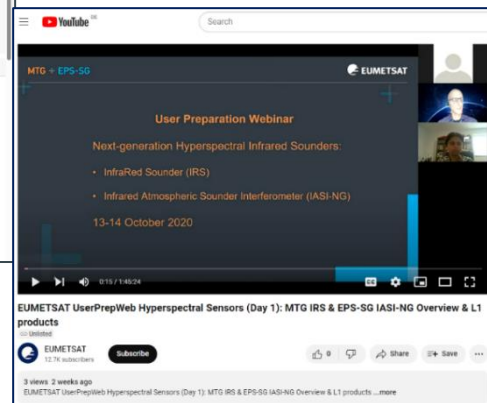 YouTube DE
Search
MTG + EPS-SG
EUMETSAT
User Preparation Webinar
Next-generation Hyperspectral Infrared Sounders:
• InfraRed Sounder (IRS)
• Infrared Atmospheric Sounder Interferometer (IASI-NG)
13-14 October 2020
0:15 / 1:45:24
CC
EUMETSAT UserPrepWeb Hyperspectral Sensors (Day 1): MTG IRS & EPS-SG IASI-NG Overview & L1
products
Unlisted
EUMETSAT
12.7K subscribers
Subscribe
0
Share
Save
3 views 2 weeks ago
EUMETSAT UserPrepWeb Hyperspectral Sensors (Day 1): MTG IRS & EPS-SG IASI-NG Overview & L1 products ...more